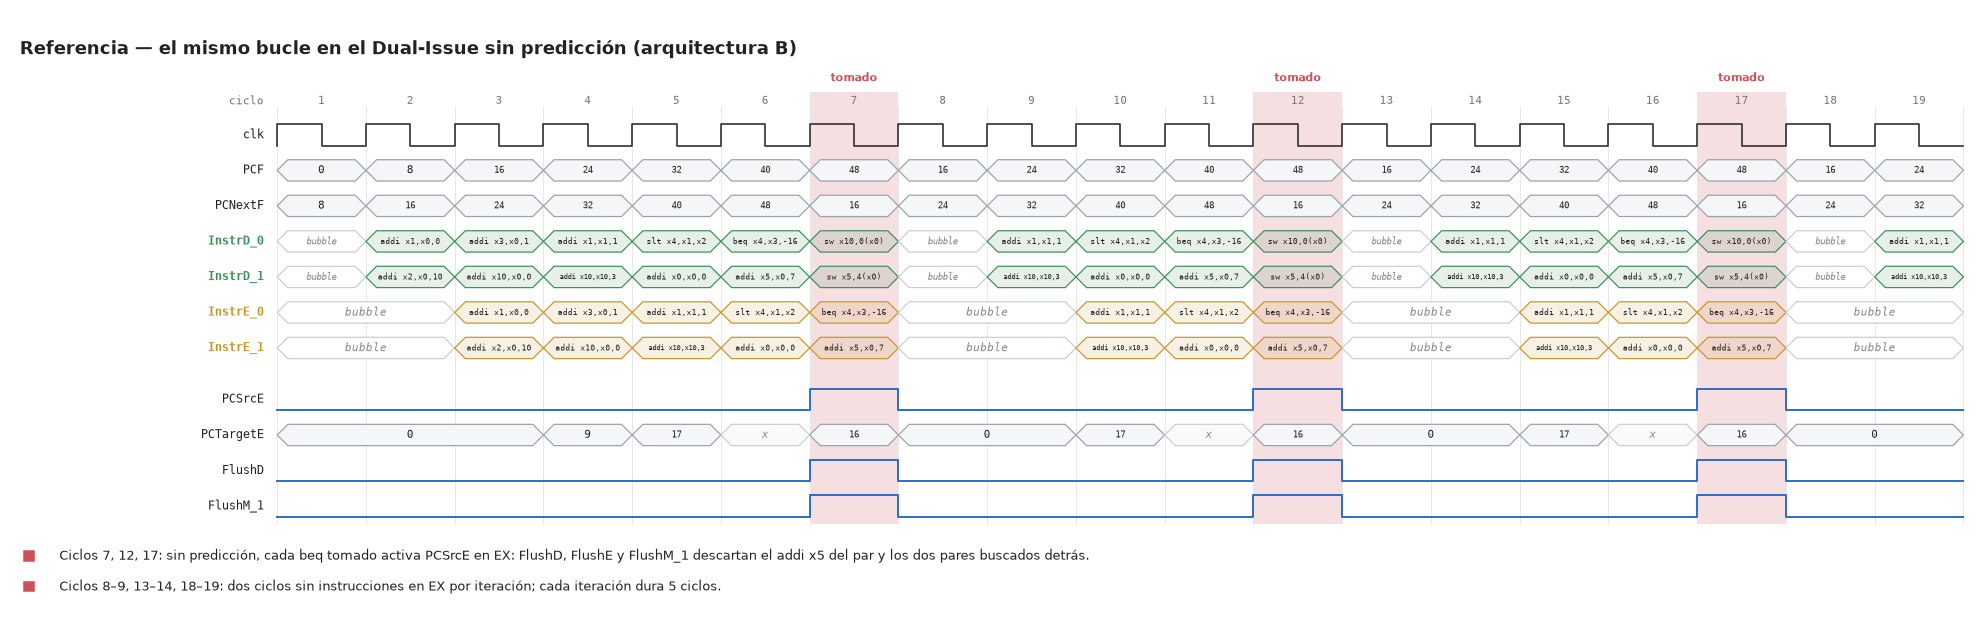 Referencia — el mismo bucle en el Dual-Issue sin predicción (arquitectura B)
tomado tomado tomado
ciclo 1 2 3 4 5 6 7 8 9 10 11 12 13 14 15 16 17 18 19
clk
PCF 0 8 16 24 32 40 48 16 24 32 40 48 16 24 32 40 48 16 24
PCNextF 8 16 24 32 40 48 16 24 32 40 48 16 24 32 40 48 16 24 32
InstrD_0 bubble addi x1,x0,0 addi x3,x0,1 addi x1,x1,1 slt x4,x1,x2 beq x4,x3,-16 sw x10,0(x0) bubble addi x1,x1,1 slt x4,x1,x2 beq x4,x3,-16 sw x10,0(x0) bubble addi x1,x1,1 slt x4,x1,x2 beq x4,x3,-16 sw x10,0(x0) bubble addi x1,x1,1
InstrD_1 bubble addi x2,x0,10 addi x10,x0,0 addi x10,x10,3 addi x0,x0,0 addi x5,x0,7 sw x5,4(x0) bubble addi x10,x10,3 addi x0,x0,0 addi x5,x0,7 sw x5,4(x0) bubble addi x10,x10,3 addi x0,x0,0 addi x5,x0,7 sw x5,4(x0) bubble addi x10,x10,3
InstrE_0 bubble addi x1,x0,0 addi x3,x0,1 addi x1,x1,1 slt x4,x1,x2 beq x4,x3,-16 bubble addi x1,x1,1 slt x4,x1,x2 beq x4,x3,-16 bubble addi x1,x1,1 slt x4,x1,x2 beq x4,x3,-16 bubble
InstrE_1 bubble addi x2,x0,10 addi x10,x0,0 addi x10,x10,3 addi x0,x0,0 addi x5,x0,7 bubble addi x10,x10,3 addi x0,x0,0 addi x5,x0,7 bubble addi x10,x10,3 addi x0,x0,0 addi x5,x0,7 bubble
PCSrcE
PCTargetE 0 9 17 x 16 0 17 x 16 0 17 x 16 0
FlushD
FlushM_1
Ciclos 7, 12, 17: sin predicción, cada beq tomado activa PCSrcE en EX: FlushD, FlushE y FlushM_1 descartan el addi x5 del par y los dos pares buscados detrás.
Ciclos 8–9, 13–14, 18–19: dos ciclos sin instrucciones en EX por iteración; cada iteración dura 5 ciclos.